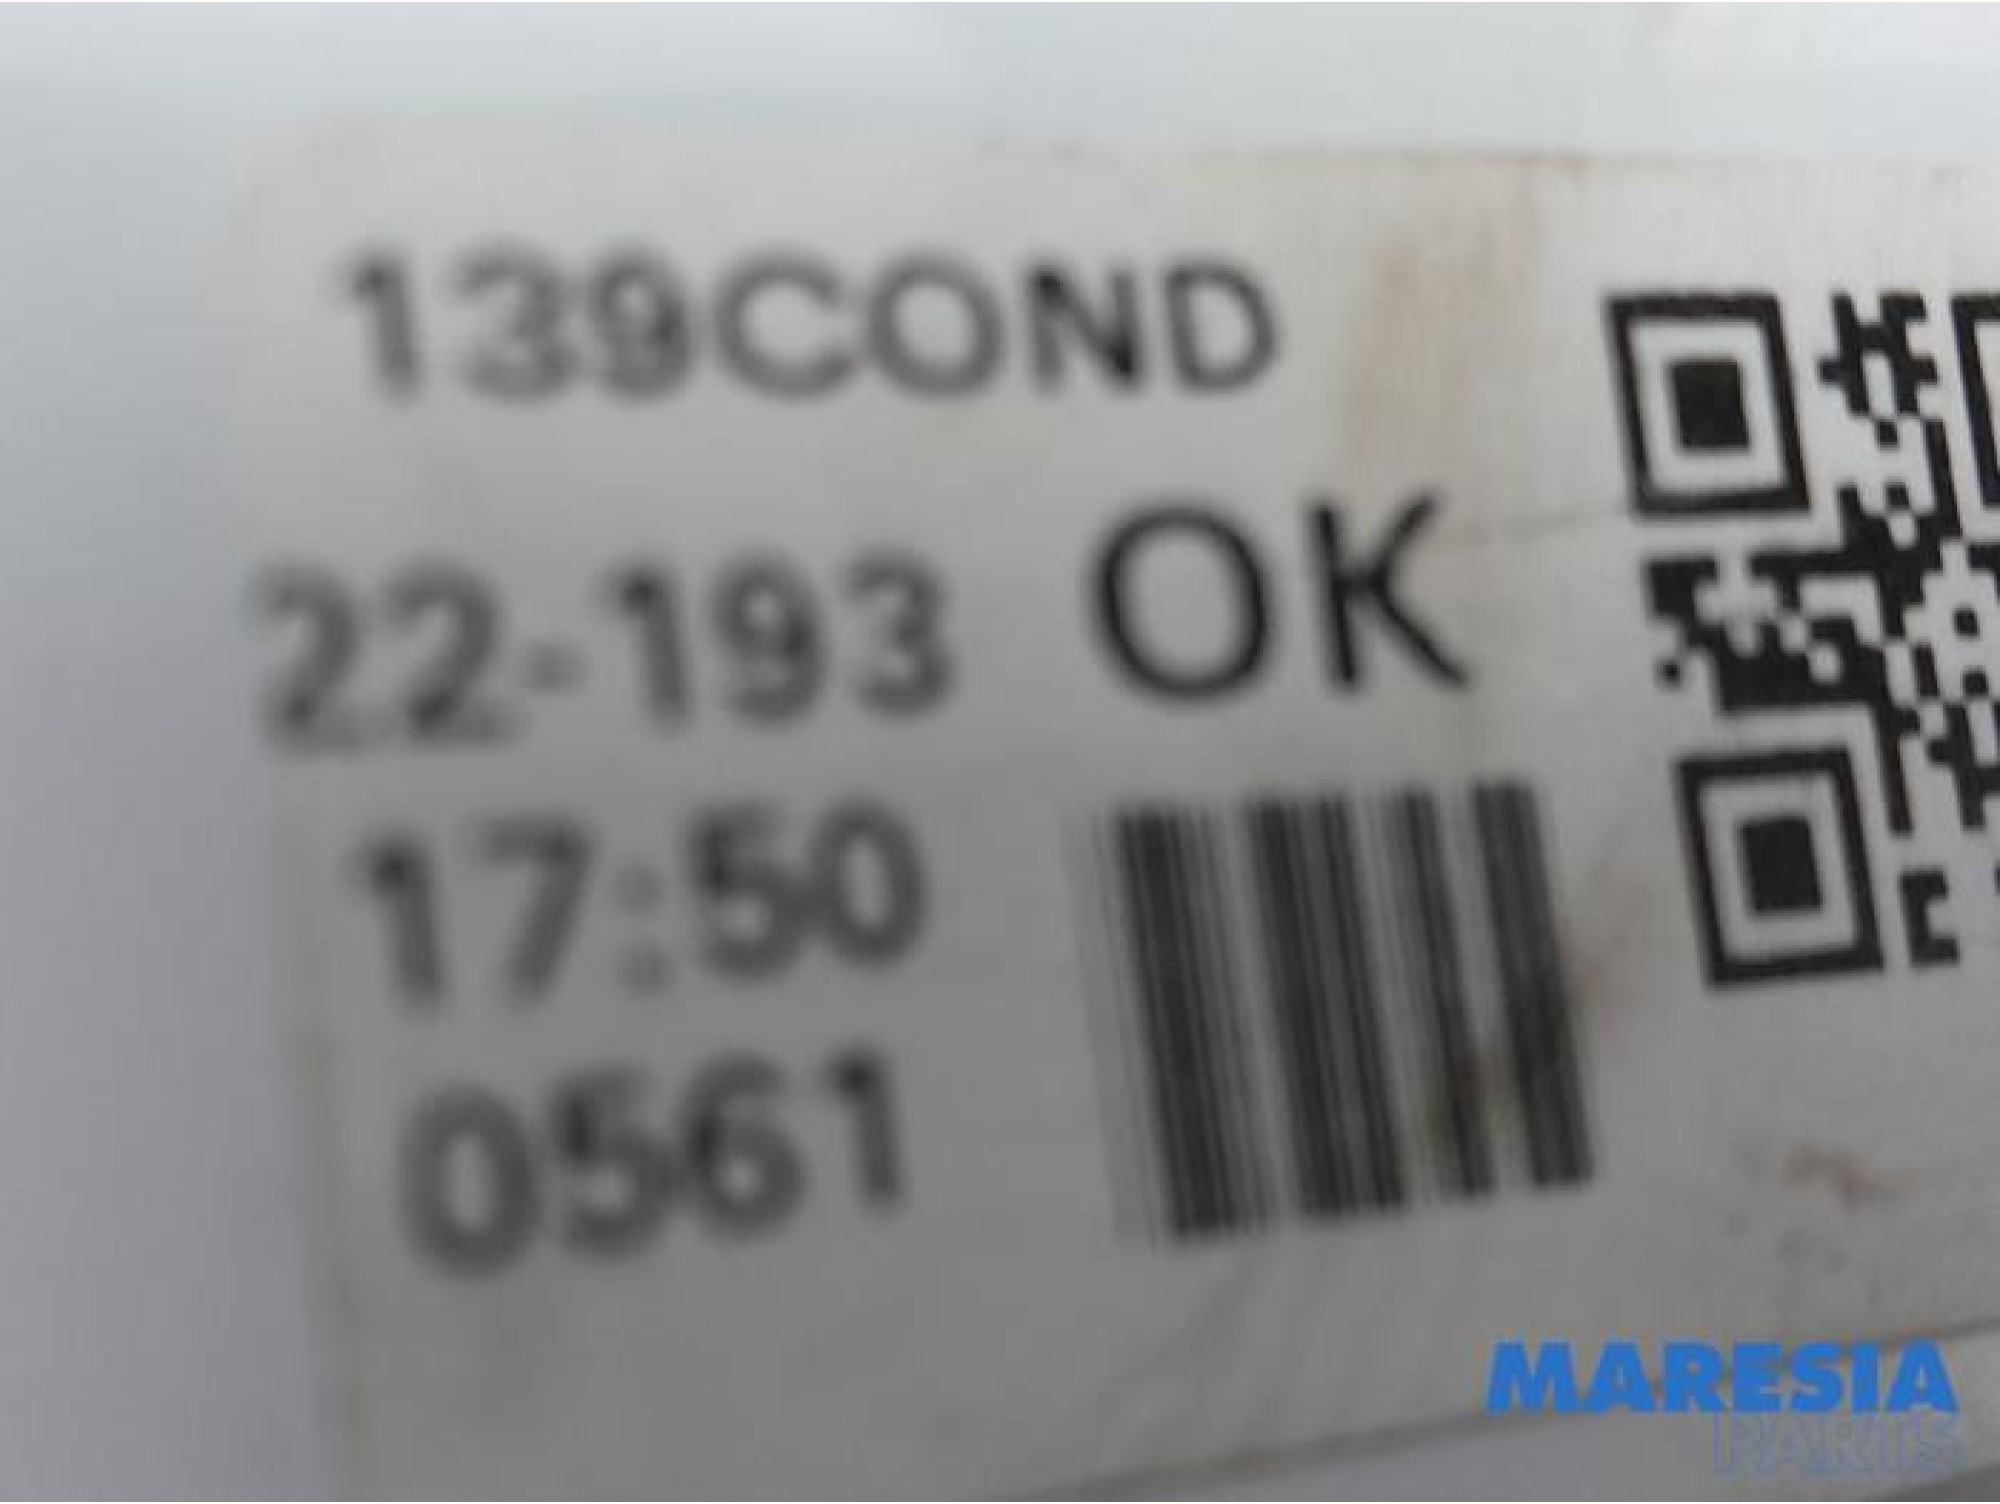 139COND
22-193 OK
17:50
0561
MARESIA
PARTS